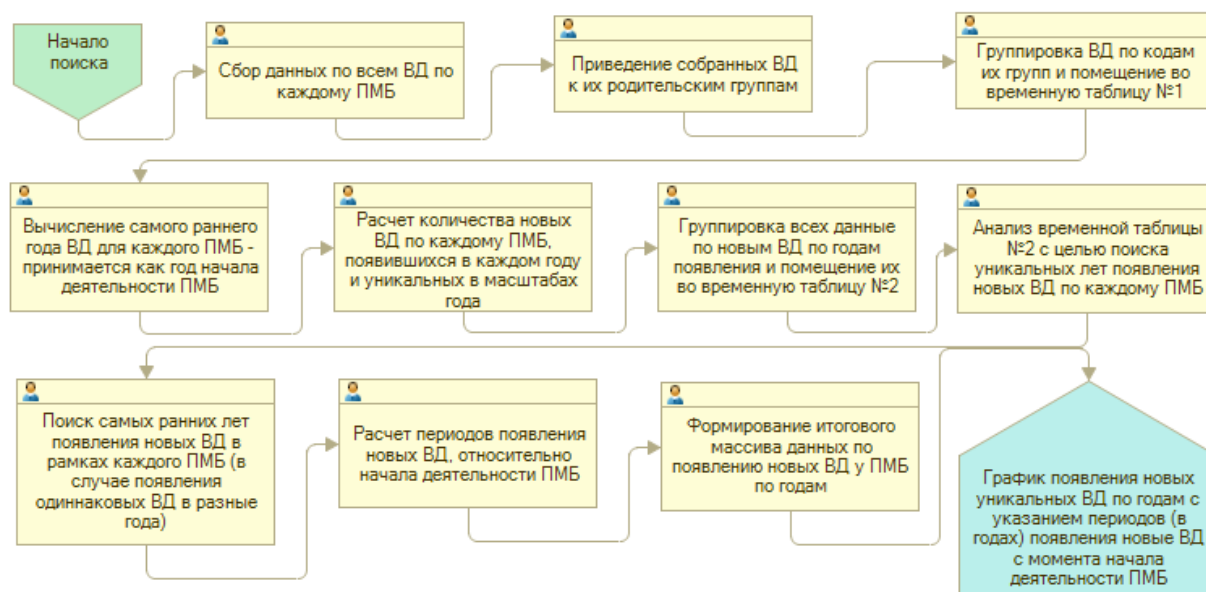 Начало
поиска
Сбор данных по всем ВД по
каждому ПМБ
Приведение собранных ВД
к их родительским группам
Группировка ВД по кодам
их групп и помещение во
временную таблицу №1
Вычисление самого раннего
года ВД для каждого ПМБ -
принимается как год начала
деятельности ПМБ
Расчет количества новых
ВД по каждому ПМБ,
появившихся в каждом году
и уникальных в масштабах
года
Группировка всех данные
по новым ВД по годам
появления и помещение их
во временную таблицу №2
Анализ временной таблицы
№2 с целью поиска
уникальных лет появления
новых ВД по каждому ПМБ
Поиск самых ранних лет
появления новых ВД в
рамках каждого ПМБ (в
случае появления
одиннаковых ВД в разные
года)
Расчет периодов появления
новых ВД, относительно
начала деятельности ПМБ
Формирование итогового
массива данных по
появлению новых ВД у ПМБ
по годам
График появления новых
уникальных ВД по годам с
указанием периодов (в
годах) появления новые ВД
с момента начала
деятельности ПМБ